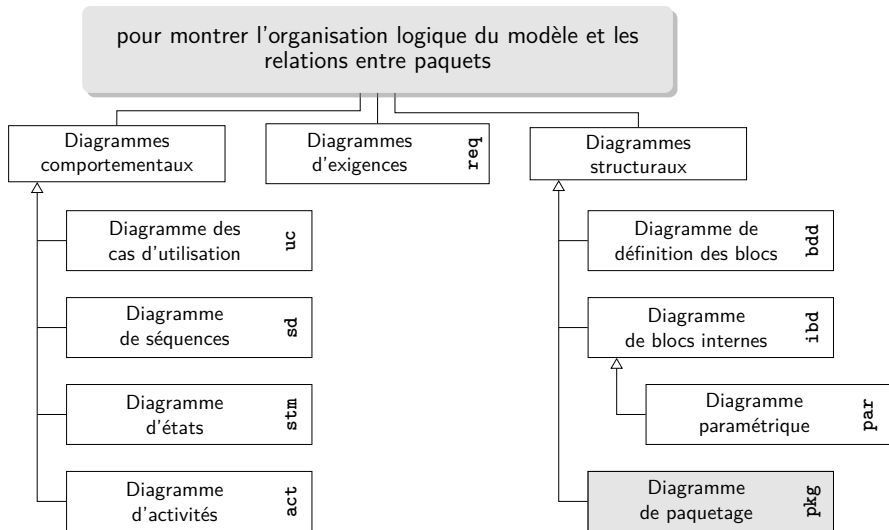 pour montrer l'organisation logique du modèle et les
relations entre paquets
Diagrammes
comportementaux
Diagrammes
d'exigences
req
Diagrammes
structuraux
Diagramme des
cas d'utilisation
uc
Diagramme de
définition des blocs
bdd
Diagramme
de séquences
sd
Diagramme
de blocs internes
ibd
Diagramme
d'états
stm
Diagramme
paramétrique
par
Diagramme
d'activités
act
Diagramme
de paquetage
pkg